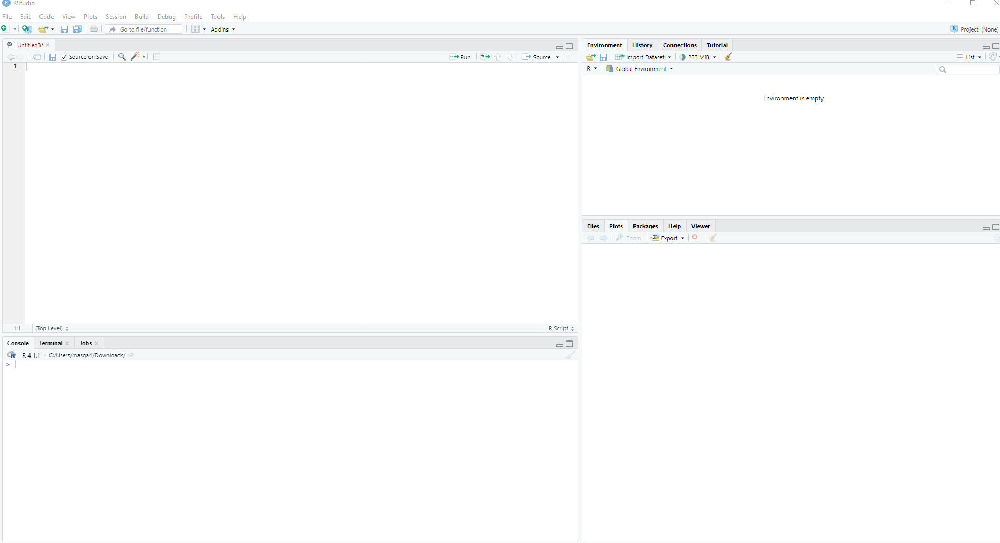 RStudio
File Edit Code View Plots Session Build Debug Profile Tools Help
Go to file/function Addins Project: (None)
Untitled3*
Source on Save Run Source
1
1:1 (Top Level) R Script
Console Terminal Jobs
R 4.1.1 · C:/Users/masgari/Downloads/
>
Environment History Connections Tutorial
Import Dataset 233 MiB List
R Global Environment
Environment is empty
Files Plots Packages Help Viewer
Zoom Export